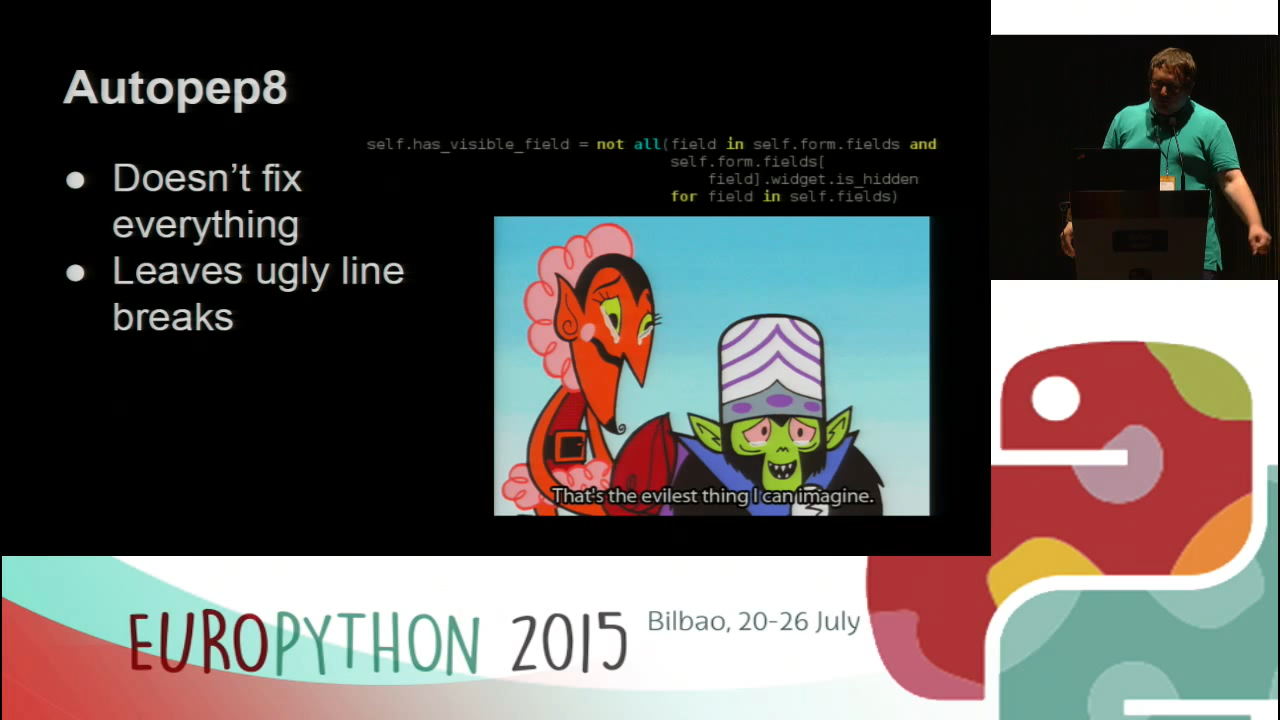 Autopep8
● Doesn't fix
everything
● Leaves ugly line
breaks
self.has_visible_field = not all(field in self.form.fields and
self.form.fields[
field].widget.is_hidden
for field in self.fields)
That's the evilest thing I can imagine.
EUROPYTHON 2015
Bilbao, 20-26 July